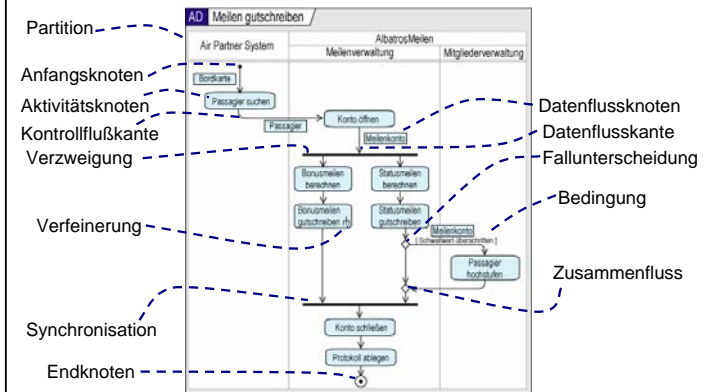 AD Meilen gutschreiben
Partition
Air Partner System
AlbatrosMeilen
Meilenverwaltung
Mitgliederverwaltung
Anfangsknoten
Bordkarte
Aktivitätsknoten
Passagier suchen
Kontrollflußkante
Passagier
Konto öffnen
Datenflussknoten
Meilenkonto
Datenflusskante
Verzweigung
Fallunterscheidung
Bonusmeilen
berechnen
Statusmeilen
berechnen
Bedingung
Verfeinerung
Bonusmeilen
gutschreiben
Statusmeilen
gutschreiben
Meilenkonto
[ Schwellwert überschritten ]
Passagier
hochstufen
Zusammenfluss
Synchronisation
Konto schließen
Protokoll ablegen
Endknoten